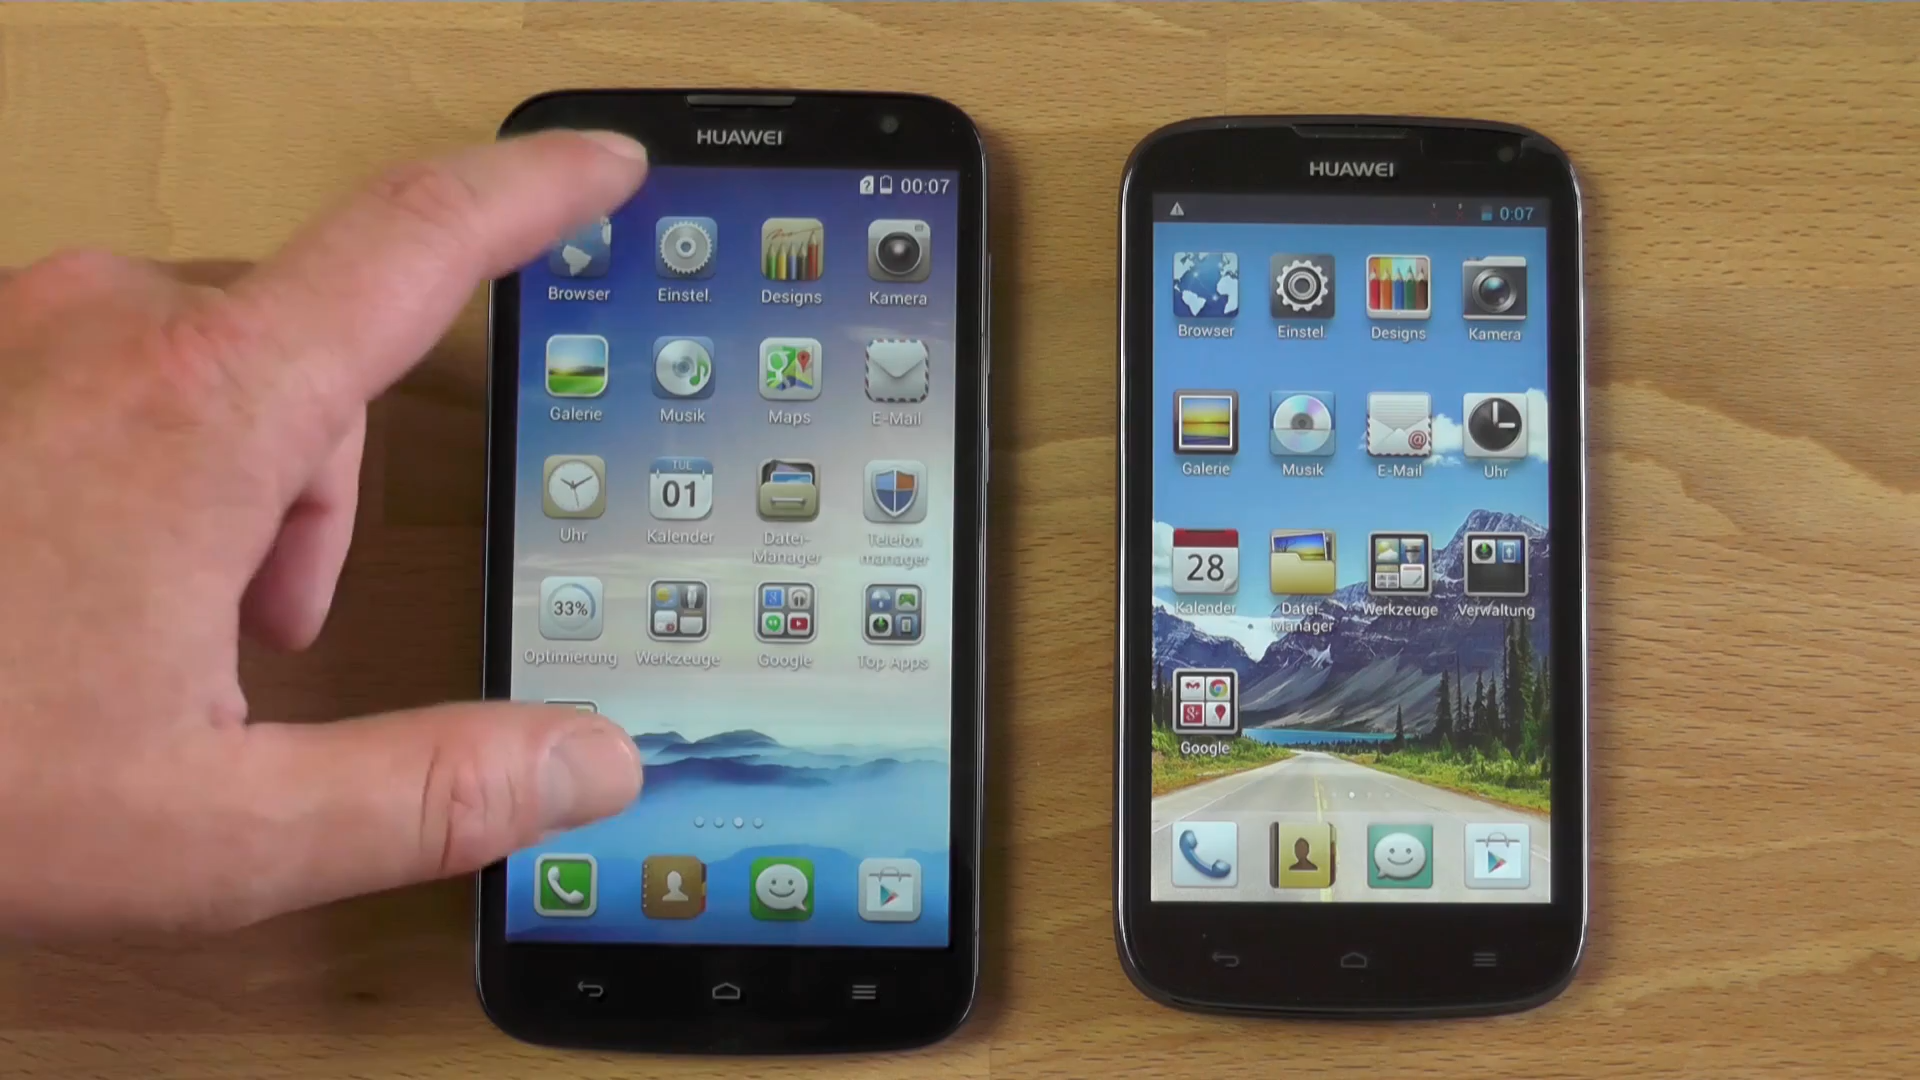 HUAWEI
00:07
Browser
Einstel.
Designs
Kamera
Galerie
Musik
Maps
E-Mail
TUE
01
Uhr
Kalender
Datei-
Manager
Telefon
manager
33%
Optimierung
Werkzeuge
Google
Top Apps
HUAWEI
0:07
Browser
Einstel.
Designs
Kamera
Galerie
Musik
E-Mail
Uhr
28
Kalender
Datei-
Manager
Werkzeuge
Verwaltung
Google